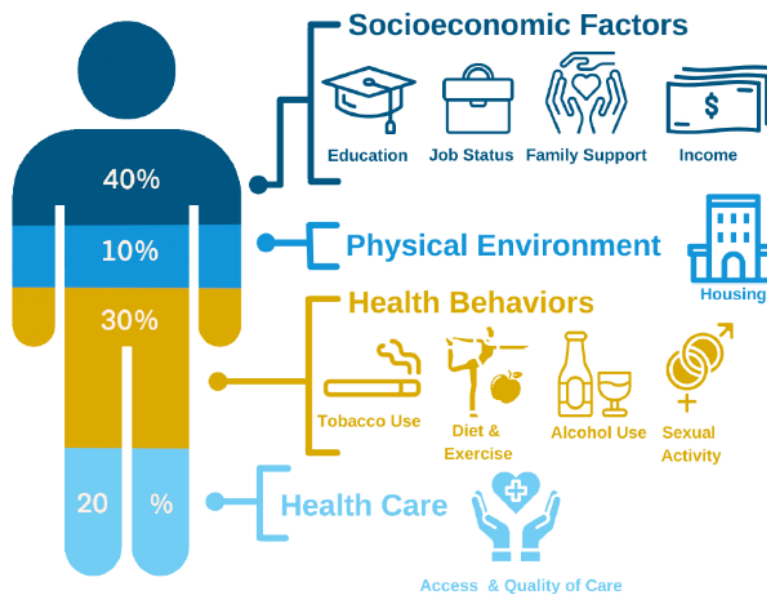 Socioeconomic Factors
$
Education Job Status Family Support Income
40%
10%
Physical Environment
Housing
30%
Health Behaviors
Tobacco Use Diet & Alcohol Use Sexual
Exercise Activity
20 %
Health Care
Access & Quality of Care